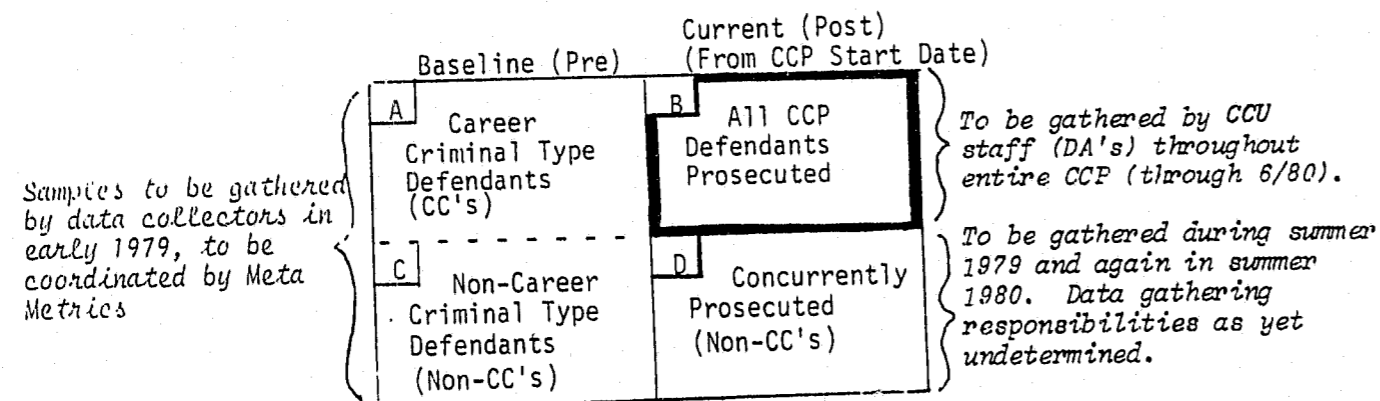 Baseline (Pre)
Current (Post)
(From CCP Start Date)
Samples to be gathered
by data collectors in
early 1979, to be
coordinated by Meta
Metrics
A
Career
Criminal Type
Defendants
(CC's)
B
All CCP
Defendants
Prosecuted
To be gathered by CCU
staff (DA's) throughout
entire CCP (through 6/80).
C
Non-Career
Criminal Type
Defendants
(Non-CC's)
D
Concurrently
Prosecuted
(Non-CC's)
To be gathered during summer
1979 and again in summer
1980. Data gathering
responsibilities as yet
undetermined.